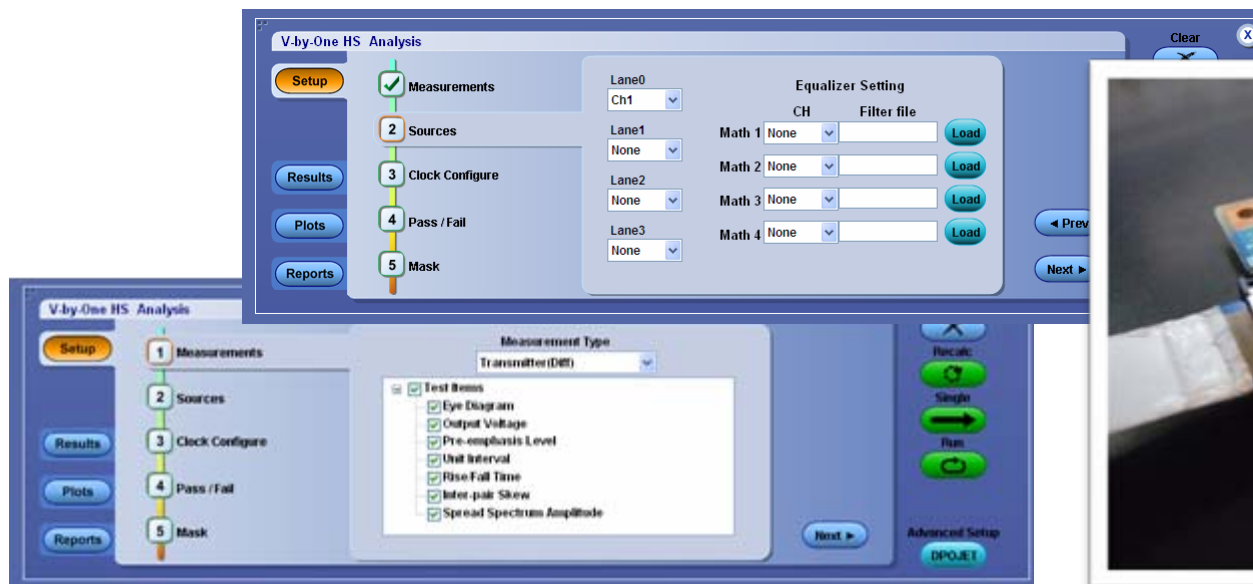 V-by-One HS Analysis
Clear
X
Setup
Measurements
2 Sources
3 Clock Configure
4 Pass / Fail
5 Mask
Results
Plots
Reports
Lane0
Ch1
Lane1
None
Lane2
None
Lane3
None
Equalizer Setting
CH Filter file
Math 1 None Load
Math 2 None Load
Math 3 None Load
Math 4 None Load
◄ Prev
Next ►
V-by-One HS Analysis
Setup
1 Measurements
2 Sources
3 Clock Configure
4 Pass / Fail
5 Mask
Results
Plots
Reports
Measurement Type
Transmitter(Diff)
Test Items
Eye Diagram
Output Voltage
Pre-emphasis Level
Unit Interval
Rise/Fall Time
Inter-pair Skew
Spread Spectrum Amplitude
Next ►
Recalc
Single
Run
Advanced Setup
DPOJET